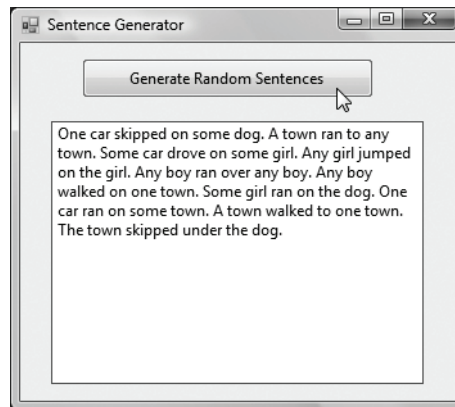 Sentence Generator
Generate Random Sentences
One car skipped on some dog. A town ran to any
town. Some car drove on some girl. Any girl jumped
on the girl. Any boy ran over any boy. Any boy
walked on one town. Some girl ran on the dog. One
car ran on some town. A town walked to one town.
The town skipped under the dog.